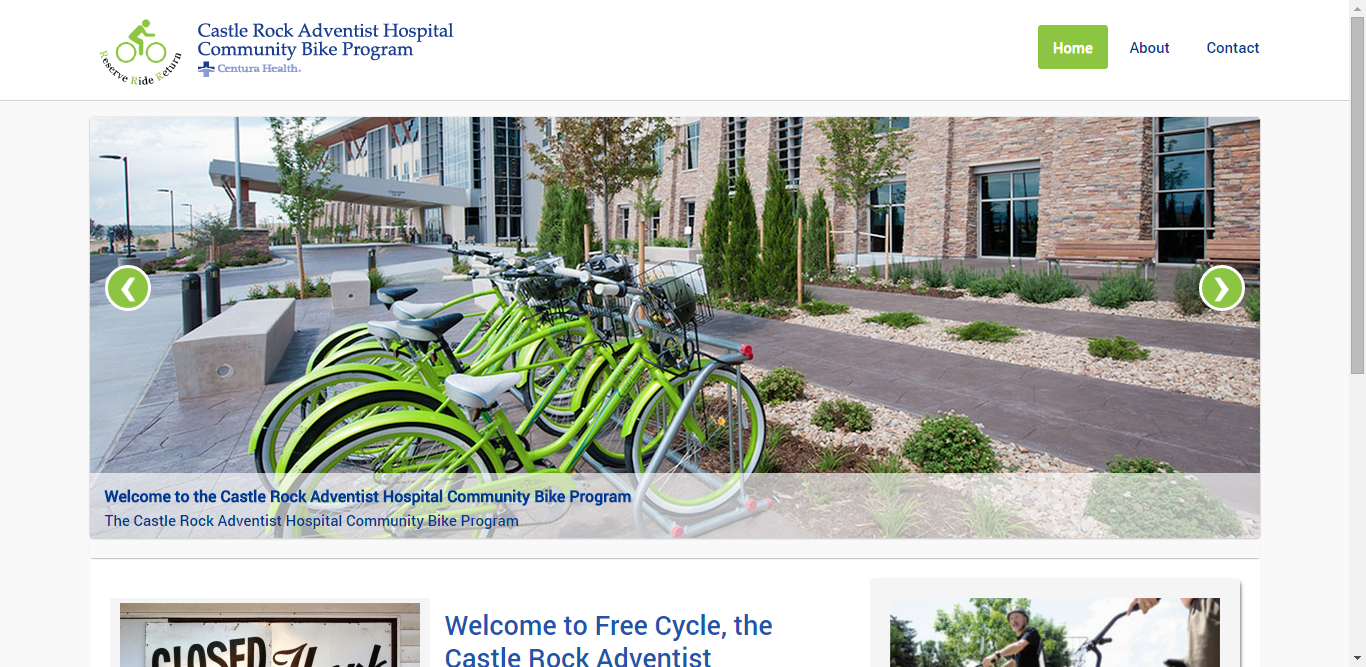 Reserve Ride Return
Castle Rock Adventist Hospital
Community Bike Program
Centura Health.
Home
About
Contact
❮
❯
Welcome to the Castle Rock Adventist Hospital Community Bike Program
The Castle Rock Adventist Hospital Community Bike Program
CLOSED
Welcome to Free Cycle, the
Castle Rock Adventist